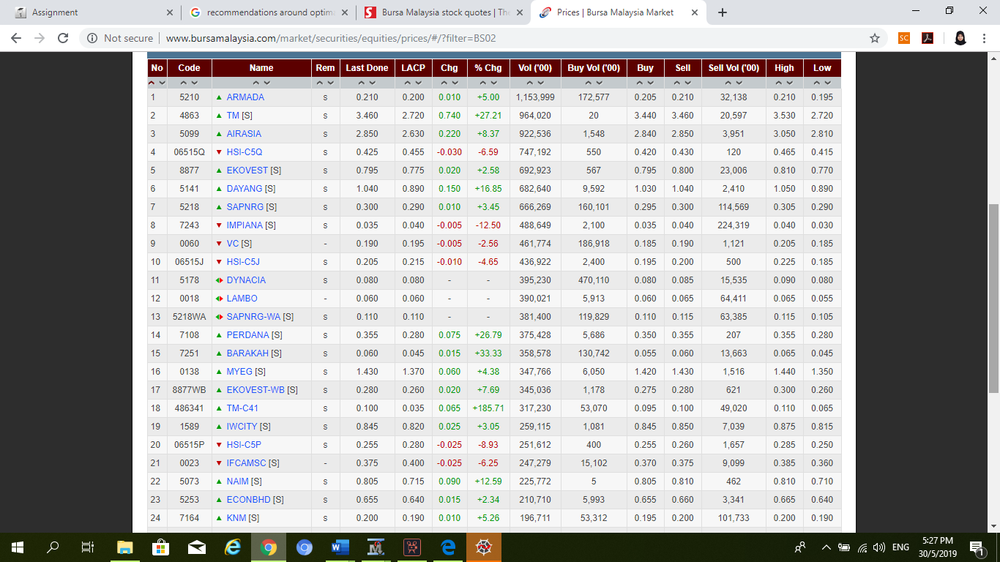 Assignment
recommendations around optima
Bursa Malaysia stock quotes | The
Prices | Bursa Malaysia Market
Not secure | www.bursamalaysia.com/market/securities/equities/prices/#/?filter=BS02
SC
No Code Name Rem Last Done LACP Chg % Chg Vol ('00) Buy Vol ('00) Buy Sell Sell Vol ('00) High Low
1 5210 ARMADA s 0.210 0.200 0.010 +5.00 1,153,999 172,577 0.205 0.210 32,138 0.210 0.195
2 4863 TM [S] s 3.460 2.720 0.740 +27.21 964,020 20 3.440 3.460 20,597 3.530 2.720
3 5099 AIRASIA s 2.850 2.630 0.220 +8.37 922,536 1,548 2.840 2.850 3,951 3.050 2.810
4 06515Q HSI-C5Q s 0.425 0.455 -0.030 -6.59 747,192 550 0.420 0.430 120 0.465 0.415
5 8877 EKOVEST [S] s 0.795 0.775 0.020 +2.58 692,923 567 0.795 0.800 23,006 0.810 0.770
6 5141 DAYANG [S] s 1.040 0.890 0.150 +16.85 682,640 9,592 1.030 1.040 2,410 1.050 0.890
7 5218 SAPNRG [S] s 0.300 0.290 0.010 +3.45 666,269 160,101 0.295 0.300 114,569 0.305 0.290
8 7243 IMPIANA [S] s 0.035 0.040 -0.005 -12.50 488,649 2,100 0.035 0.040 224,319 0.040 0.030
9 0060 VC [S] - 0.190 0.195 -0.005 -2.56 461,774 186,918 0.185 0.190 1,121 0.205 0.185
10 06515J HSI-C5J s 0.205 0.215 -0.010 -4.65 436,922 2,400 0.195 0.200 500 0.225 0.185
11 5178 DYNACIA s 0.080 0.080 - - 395,230 470,110 0.080 0.085 15,535 0.090 0.080
12 0018 LAMBO - 0.060 0.060 - - 390,021 5,913 0.060 0.065 64,411 0.065 0.055
13 5218WA SAPNRG-WA [S] s 0.110 0.110 - - 381,400 119,829 0.110 0.115 63,385 0.115 0.105
14 7108 PERDANA [S] s 0.355 0.280 0.075 +26.79 375,428 5,686 0.350 0.355 207 0.355 0.280
15 7251 BARAKAH [S] s 0.060 0.045 0.015 +33.33 358,578 130,742 0.055 0.060 13,663 0.065 0.045
16 0138 MYEG [S] s 1.430 1.370 0.060 +4.38 347,766 6,050 1.420 1.430 1,516 1.440 1.350
17 8877WB EKOVEST-WB [S] s 0.280 0.260 0.020 +7.69 345,036 1,178 0.275 0.280 621 0.300 0.260
18 486341 TM-C41 s 0.100 0.035 0.065 +185.71 317,230 53,070 0.095 0.100 49,020 0.110 0.065
19 1589 IWCITY [S] s 0.845 0.820 0.025 +3.05 259,115 1,081 0.845 0.850 7,039 0.875 0.815
20 06515P HSI-C5P s 0.255 0.280 -0.025 -8.93 251,612 400 0.255 0.260 1,657 0.285 0.250
21 0023 IFCAMSC [S] - 0.375 0.400 -0.025 -6.25 247,279 15,102 0.370 0.375 9,099 0.385 0.360
22 5073 NAIM [S] s 0.805 0.715 0.090 +12.59 225,772 5 0.805 0.810 462 0.810 0.710
23 5253 ECONBHD [S] s 0.655 0.640 0.015 +2.34 210,710 5,993 0.655 0.660 3,341 0.665 0.640
24 7164 KNM [S] s 0.200 0.190 0.010 +5.26 196,711 53,312 0.195 0.200 101,733 0.200 0.190
ENG
5:27 PM
30/5/2019
1